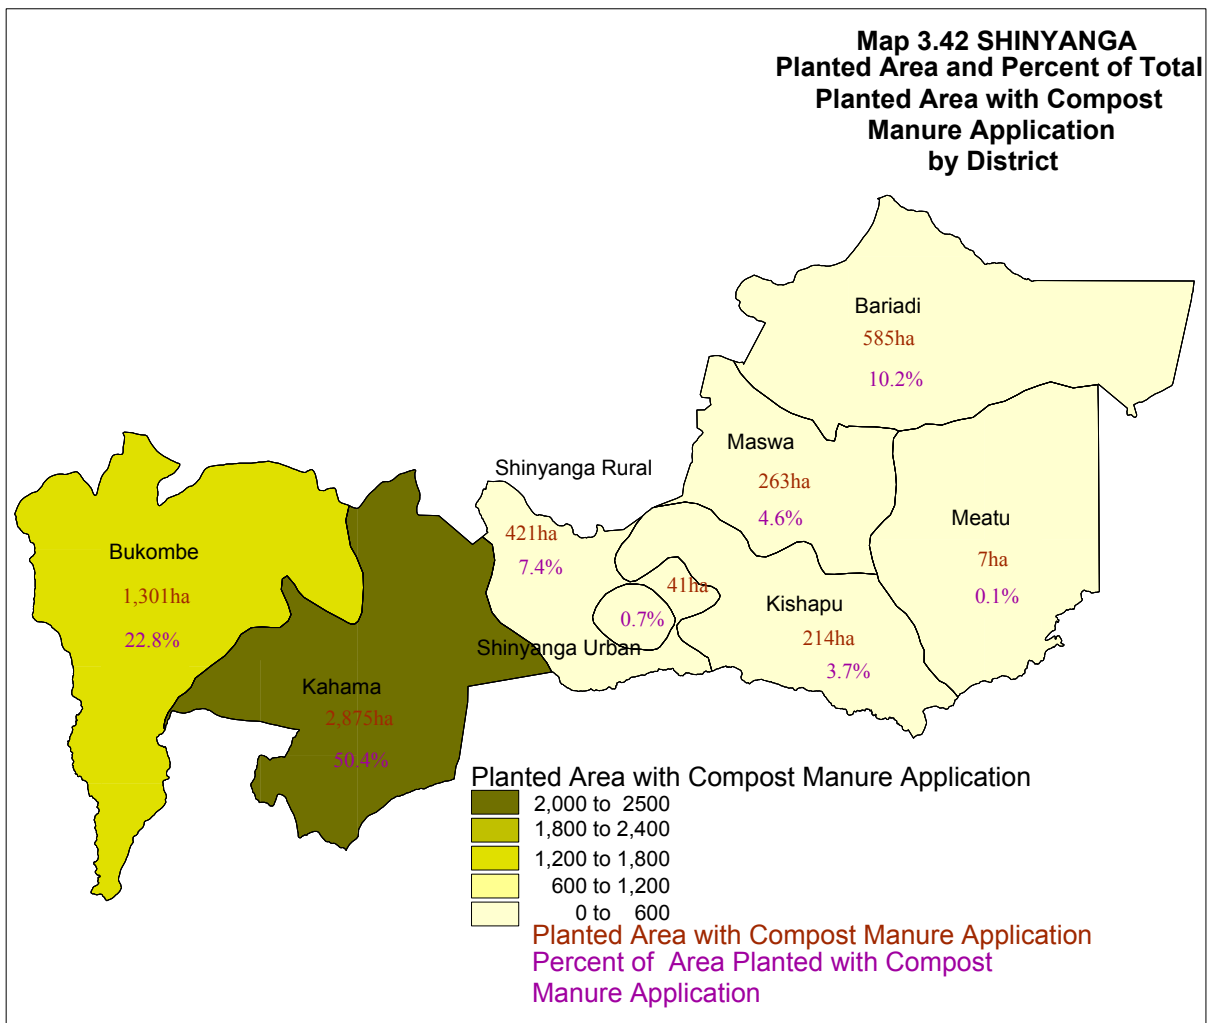 Map 3.42 SHINYANGA
Planted Area and Percent of Total
Planted Area with Compost
Manure Application
by District
Bariadi
585ha
10.2%
Maswa
263ha
4.6%
Shinyanga Rural
421ha
7.4%
Meatu
7ha
0.1%
Bukombe
1,301ha
22.8%
41ha
0.7%
Shinyanga Urban
Kishapu
214ha
3.7%
Kahama
2,875ha
50.4%
Planted Area with Compost Manure Application
2,000 to 2500
1,800 to 2,400
1,200 to 1,800
600 to 1,200
0 to 600
Planted Area with Compost Manure Application
Percent of Area Planted with Compost
Manure Application